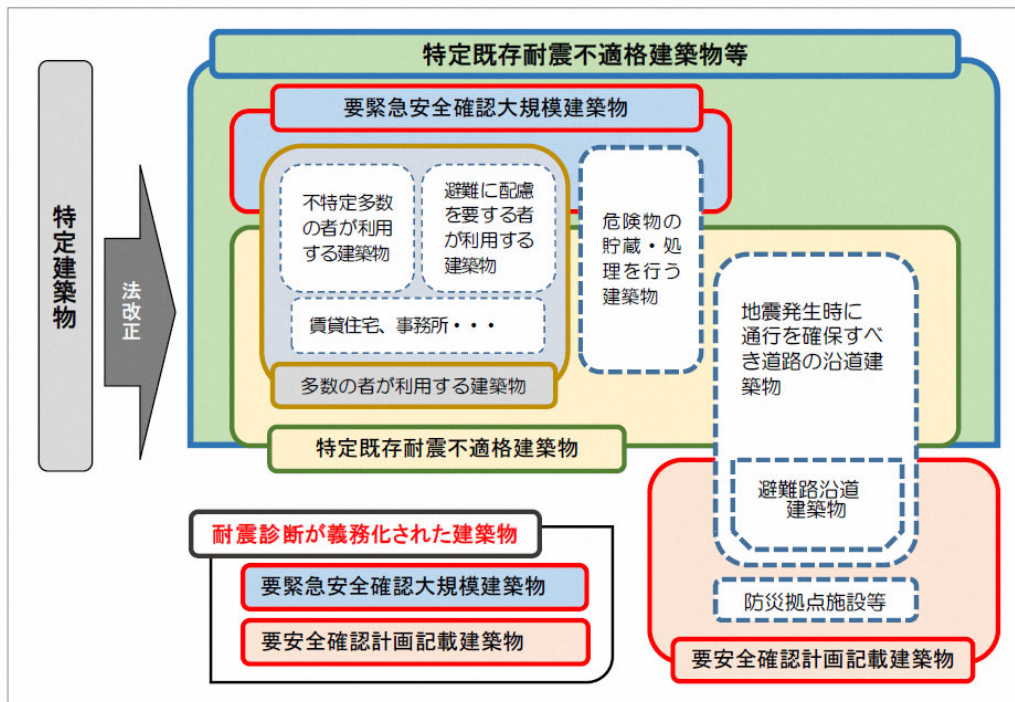 特定既存耐震不適格建築物等
特定建築物
法改正
要緊急安全確認大規模建築物
不特定多数
の者が利用
する建築物
避難に配慮
を要する者
が利用する
建築物
賃貸住宅、事務所・・・
多数の者が利用する建築物
危険物の
貯蔵・処
理を行う
建築物
地震発生時に
通行を確保すべ
き道路の沿道建
築物
特定既存耐震不適格建築物
避難路沿道
建築物
防災拠点施設等
要安全確認計画記載建築物
耐震診断が義務化された建築物
要緊急安全確認大規模建築物
要安全確認計画記載建築物